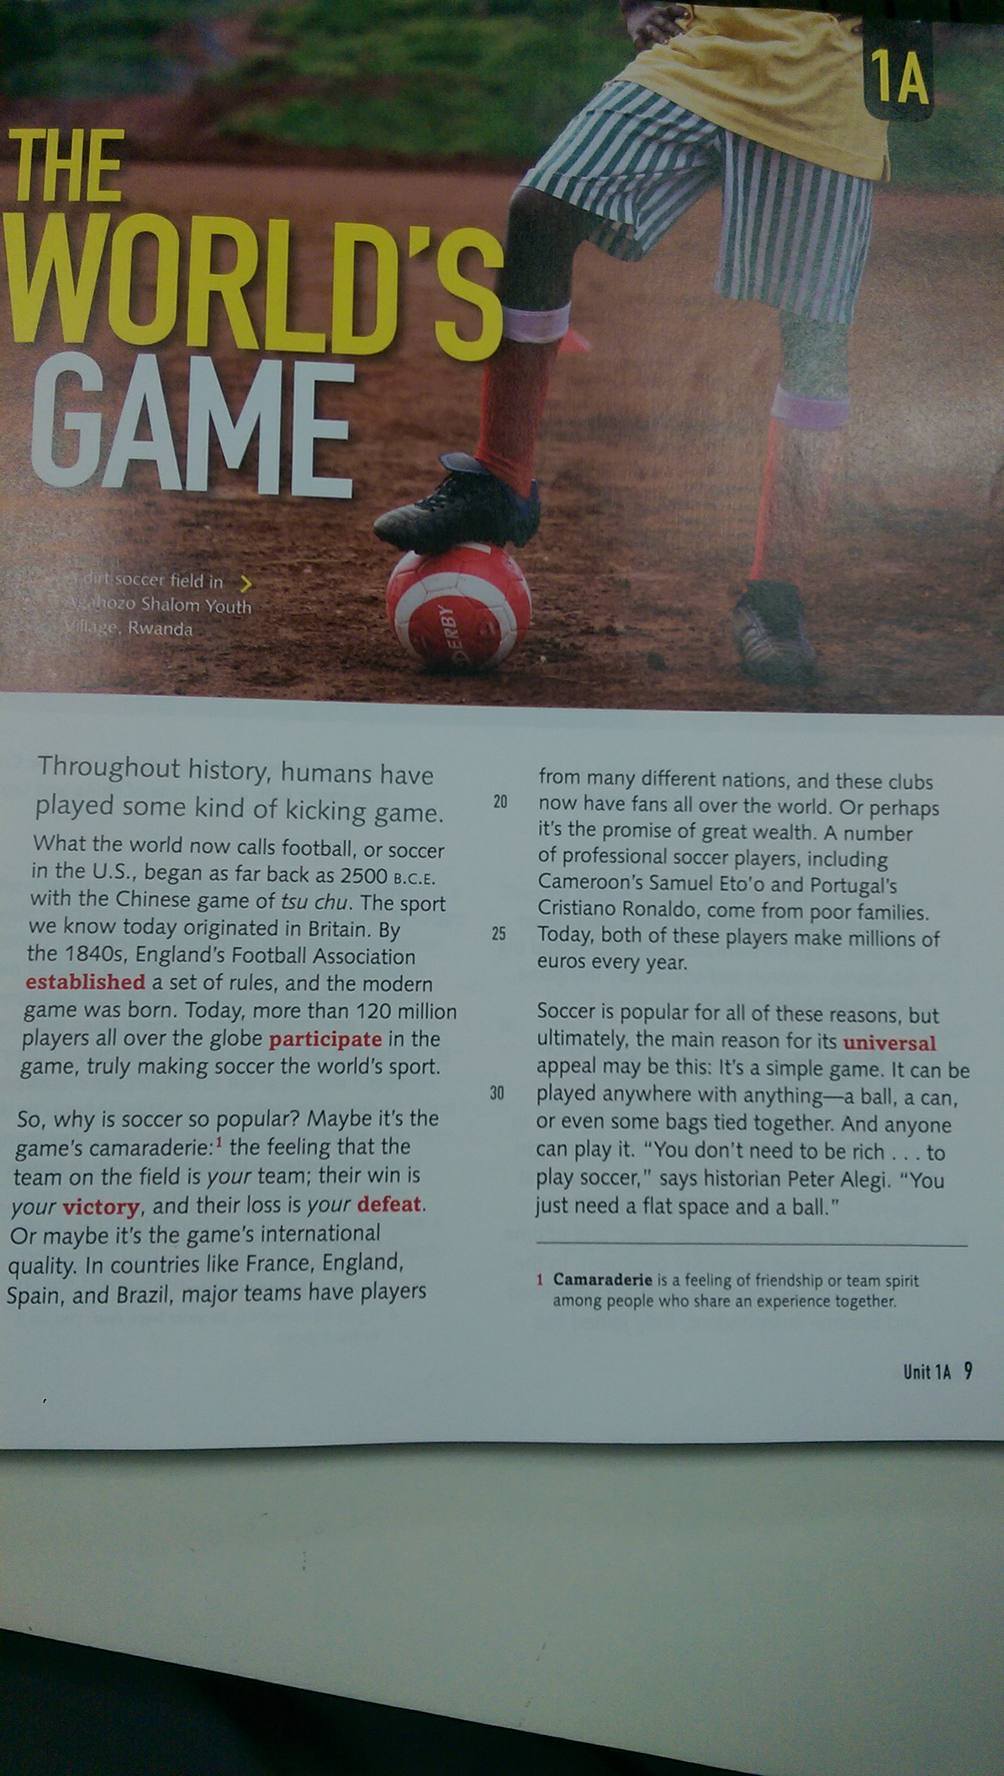 1A
THE
WORLD'S
GAME
dirt soccer field in
Agahozo Shalom Youth
Village, Rwanda
DERBY
Throughout history, humans have
played some kind of kicking game.
What the world now calls football, or soccer
in the U.S., began as far back as 2500 B.C.E.
with the Chinese game of tsu chu. The sport
we know today originated in Britain. By
the 1840s, England's Football Association
established a set of rules, and the modern
game was born. Today, more than 120 million
players all over the globe participate in the
game, truly making soccer the world's sport.
So, why is soccer so popular? Maybe it's the
game's camaraderie:1 the feeling that the
team on the field is your team; their win is
your victory, and their loss is your defeat.
Or maybe it's the game's international
quality. In countries like France, England,
Spain, and Brazil, major teams have players
from many different nations, and these clubs
20 now have fans all over the world. Or perhaps
it's the promise of great wealth. A number
of professional soccer players, including
Cameroon's Samuel Eto'o and Portugal's
Cristiano Ronaldo, come from poor families.
25 Today, both of these players make millions of
euros every year.
Soccer is popular for all of these reasons, but
ultimately, the main reason for its universal
appeal may be this: It's a simple game. It can be
30 played anywhere with anything—a ball, a can,
or even some bags tied together. And anyone
can play it. "You don't need to be rich . . . to
play soccer," says historian Peter Alegi. "You
just need a flat space and a ball."
1 Camaraderie is a feeling of friendship or team spirit
among people who share an experience together.
Unit 1A 9